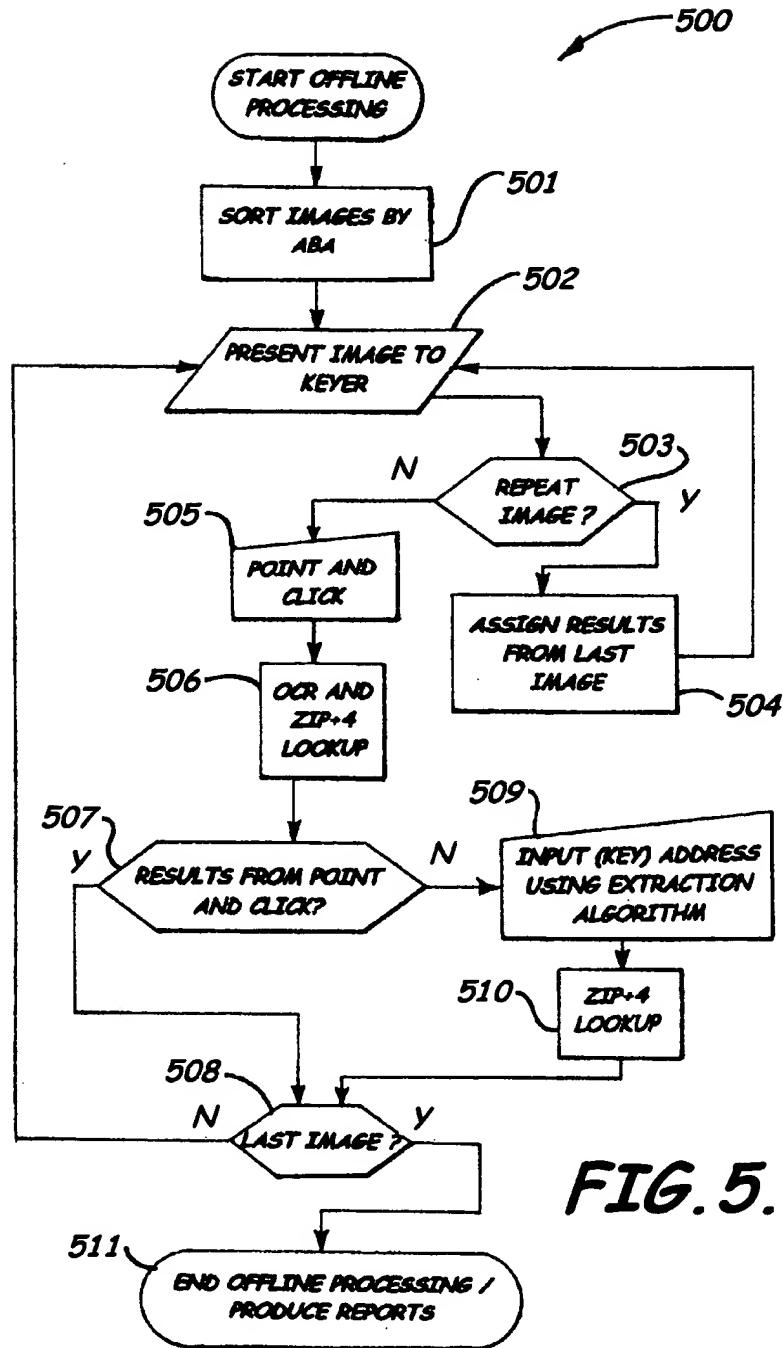 500
START OFFLINE
PROCESSING
501
SORT IMAGES BY
ABA
502
PRESENT IMAGE TO
KEYER
503
N
REPEAT
IMAGE?
Y
505
POINT AND
CLICK
ASSIGN RESULTS
FROM LAST
IMAGE
504
506
OCR AND
ZIP+4
LOOKUP
507
Y
RESULTS FROM POINT
AND CLICK?
N
509
INPUT (KEY) ADDRESS
USING EXTRACTION
ALGORITHM
510
ZIP+4
LOOKUP
508
N
LAST IMAGE?
Y
FIG. 5.
511
END OFFLINE PROCESSING /
PRODUCE REPORTS